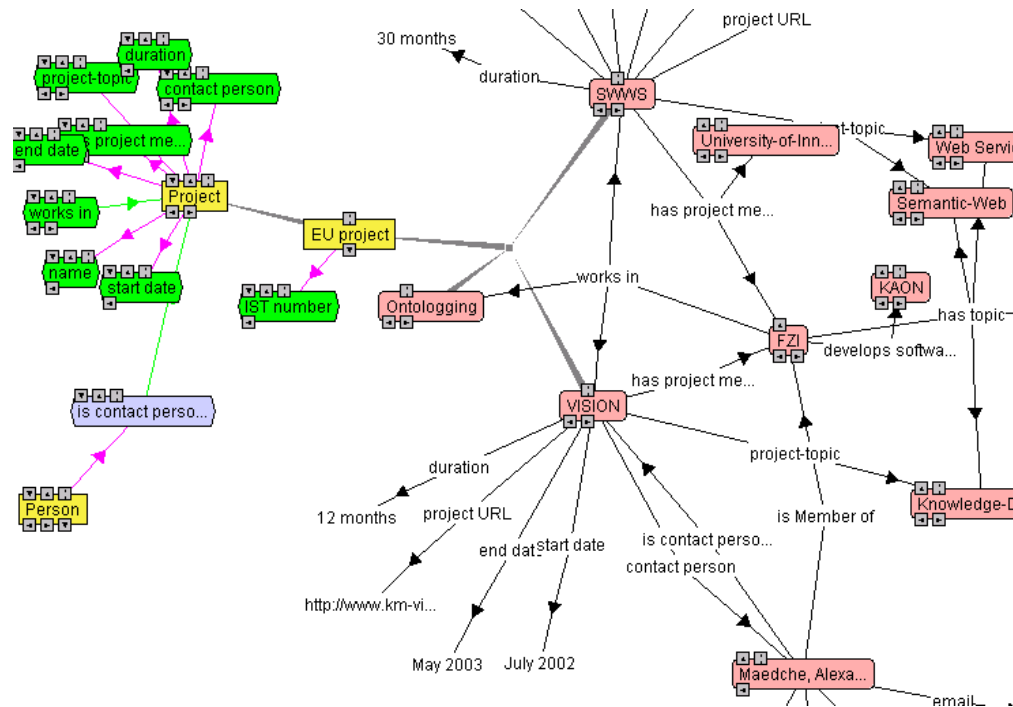 project URL
30 months
duration
duration
project-topic
contact person
SWWS
s project me...
end date
University-of-Inn...
t-topic
Web Servi
Project
works in
Semantic-Web
has project me...
EU project
name
start date
IST number
Ontologging
works in
KAON
has topic
FZI
develops softwa...
has project me...
is contact perso...
VISION
duration
project-topic
Person
12 months
project URL
Knowledge-D
is Member of
end dat
start date
is contact perso...
contact person
http://www.km-vi...
May 2003
July 2002
Maedche, Alexa...
email